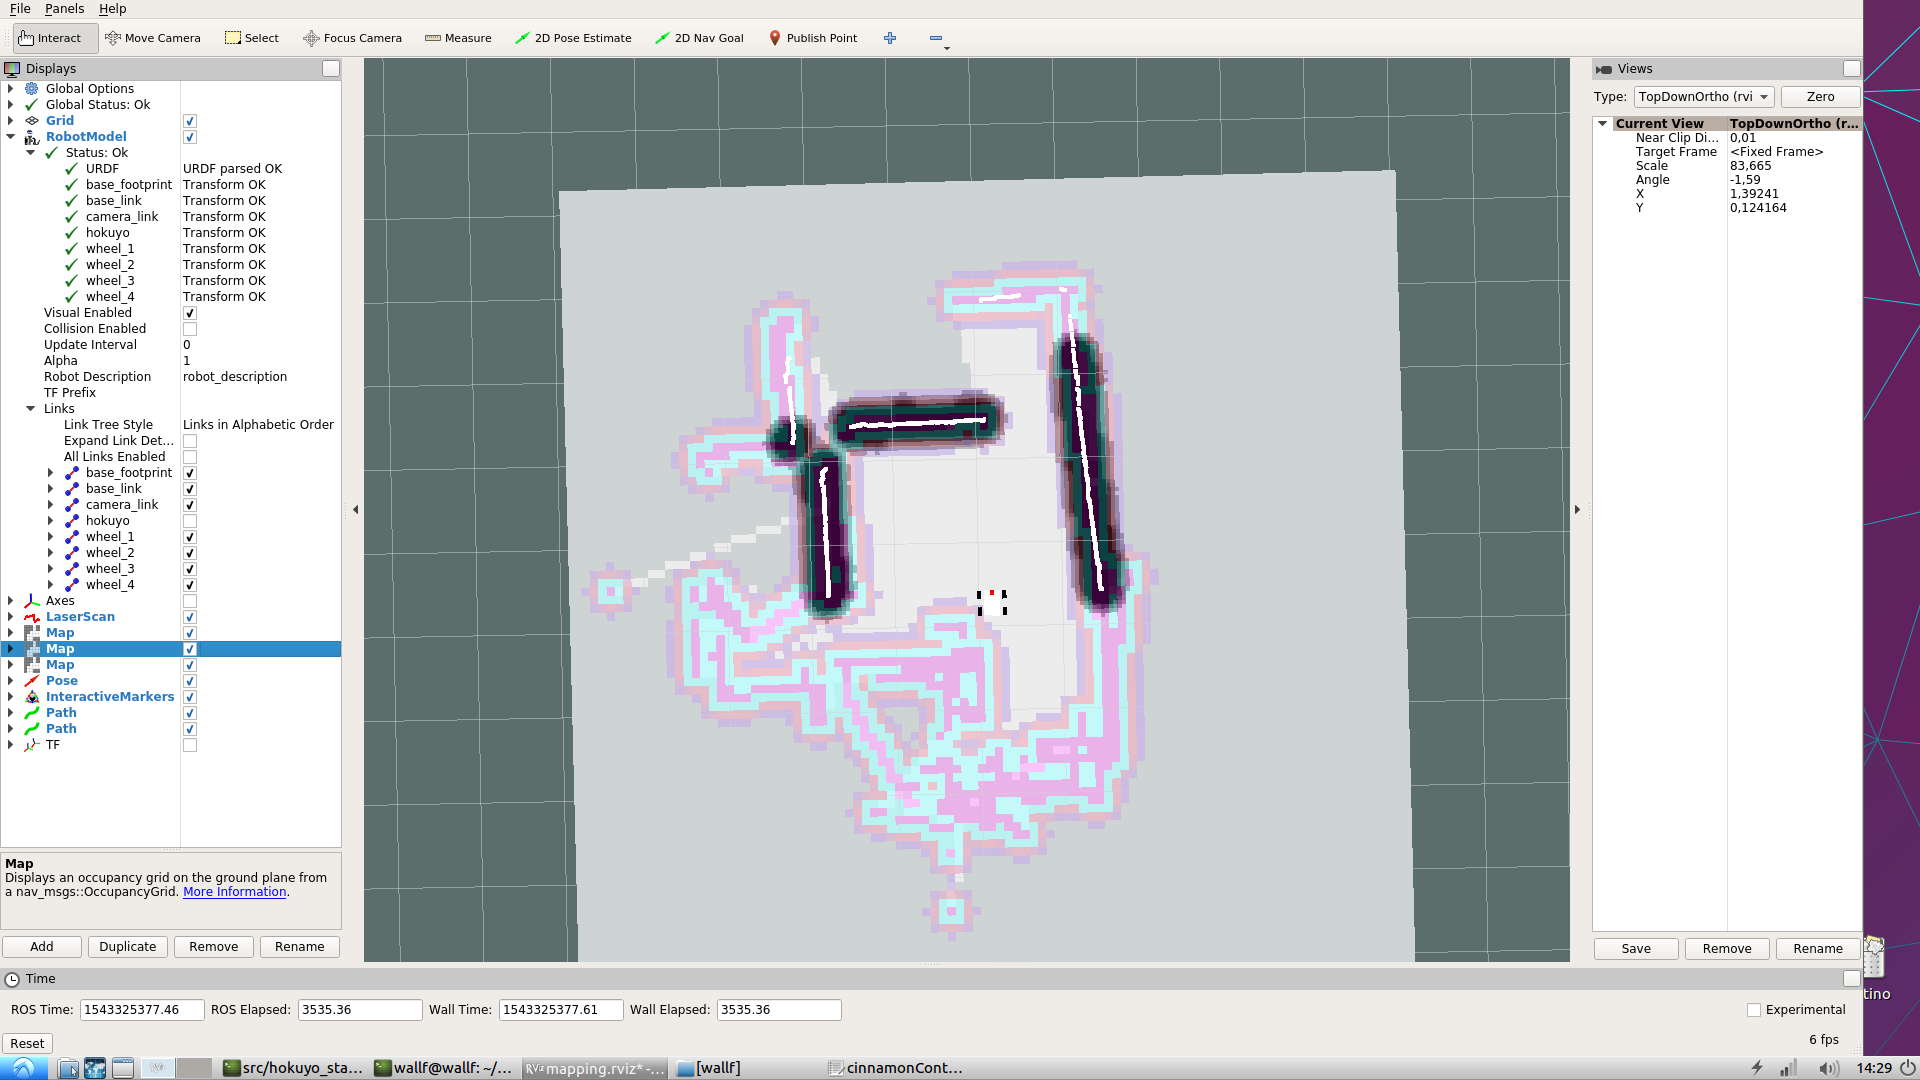 File Panels Help
Interact Move Camera Select Focus Camera Measure 2D Pose Estimate 2D Nav Goal Publish Point
Displays
Global Options
Global Status: Ok
Grid
RobotModel
Status: Ok
URDF URDF parsed OK
base_footprint Transform OK
base_link Transform OK
camera_link Transform OK
hokuyo Transform OK
wheel_1 Transform OK
wheel_2 Transform OK
wheel_3 Transform OK
wheel_4 Transform OK
Visual Enabled
Collision Enabled
Update Interval 0
Alpha 1
Robot Description robot_description
TF Prefix
Links
Link Tree Style Links in Alphabetic Order
Expand Link Det...
All Links Enabled
base_footprint
base_link
camera_link
hokuyo
wheel_1
wheel_2
wheel_3
wheel_4
Axes
LaserScan
Map
Map
Map
Pose
InteractiveMarkers
Path
Path
TF
Map
Displays an occupancy grid on the ground plane from
a nav_msgs::OccupancyGrid. More Information.
Add Duplicate Remove Rename
Views
Type: TopDownOrtho (rvi Zero
Current View TopDownOrtho (r...
Near Clip Di... 0,01
Target Frame <Fixed Frame>
Scale 83,665
Angle -1,59
X 1,39241
Y 0,124164
Save Remove Rename
tino
Time
ROS Time: 1543325377.46 ROS Elapsed: 3535.36 Wall Time: 1543325377.61 Wall Elapsed: 3535.36 Experimental
Reset 6 fps
src/hokuyo_sta... wallf@wallf: ~/... mapping.rviz* -... [wallf] cinnamonCont... 14:29